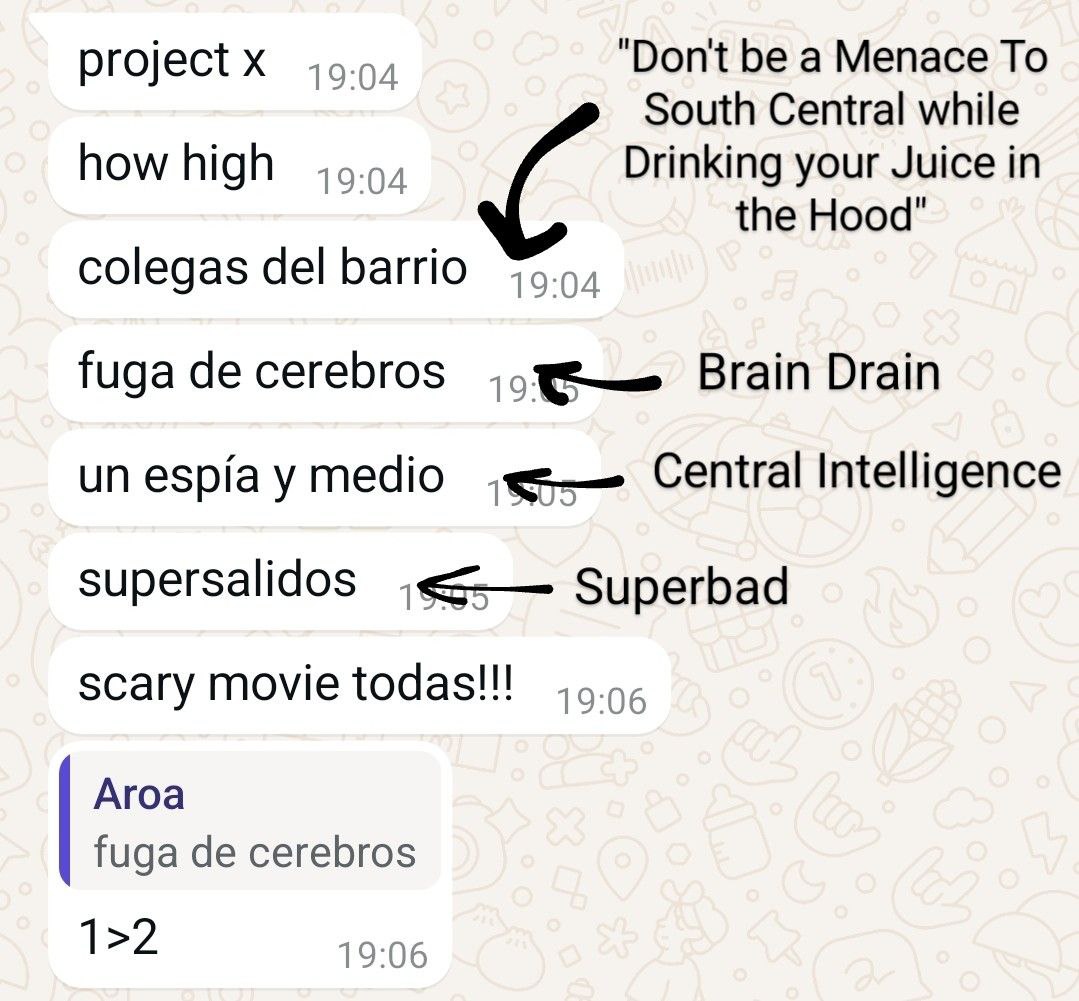 project x 19:04
"Don't be a Menace To
South Central while
Drinking your Juice in
the Hood"
how high 19:04
colegas del barrio 19:04
fuga de cerebros 19:05
Brain Drain
un espía y medio 19:05
Central Intelligence
supersalidos 19:05
Superbad
scary movie todas!!! 19:06
Aroa
fuga de cerebros
1>2 19:06